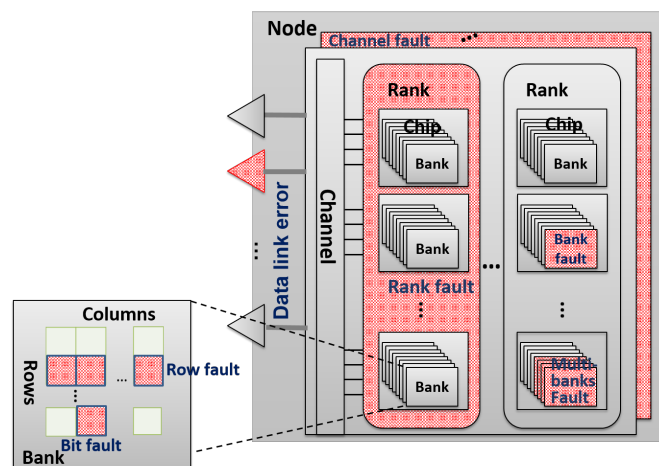 Node
Channel fault
...
Rank
Rank
Chip
Chip
Bank
Bank
Channel
Data link error
...
Bank
Bank
fault
...
Rank fault
...
...
Bank
Multi
banks
Fault
Columns
Rows
...
Row fault
...
Bit fault
Bank